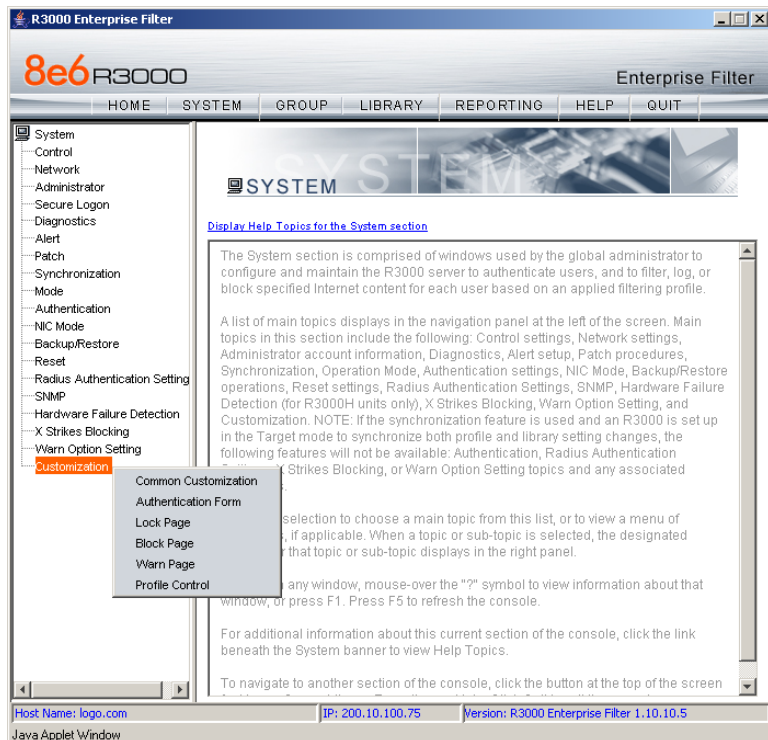 R3000 Enterprise Filter
8e6 R3000
Enterprise Filter
HOME SYSTEM GROUP LIBRARY REPORTING HELP QUIT
System
Control
Network
Administrator
Secure Logon
Diagnostics
Alert
Patch
Synchronization
Mode
Authentication
NIC Mode
Backup/Restore
Reset
Radius Authentication Setting
SNMP
Hardware Failure Detection
X Strikes Blocking
Warn Option Setting
Customization
Common Customization
Authentication Form
Lock Page
Block Page
Warn Page
Profile Control
SYSTEM
SYSTEM
Display Help Topics for the System section
The System section is comprised of windows used by the global administrator to
configure and maintain the R3000 server to authenticate users, and to filter, log, or
block specified Internet content for each user based on an applied filtering profile.
A list of main topics displays in the navigation panel at the left of the screen. Main
topics in this section include the following: Control settings, Network settings,
Administrator account information, Diagnostics, Alert setup, Patch procedures,
Synchronization, Operation Mode, Authentication settings, NIC Mode, Backup/Restore
operations, Reset settings, Radius Authentication Settings, SNMP, Hardware Failure
Detection (for R3000H units only), X Strikes Blocking, Warn Option Setting, and
Customization. NOTE: If the synchronization feature is used and an R3000 is set up
in the Target mode to synchronize both profile and library setting changes, the
following features will not be available: Authentication, Radius Authentication
X Strikes Blocking, or Warn Option Setting topics and any associated
selection to choose a main topic from this list, or to view a menu of
if applicable. When a topic or sub-topic is selected, the designated
that topic or sub-topic displays in the right panel.
any window, mouse-over the "?" symbol to view information about that
window, or press F1. Press F5 to refresh the console.
For additional information about this current section of the console, click the link
beneath the System banner to view Help Topics.
To navigate to another section of the console, click the button at the top of the screen
Host Name: logo.com
IP: 200.10.100.75
Version: R3000 Enterprise Filter 1.10.10.5
Java Applet Window